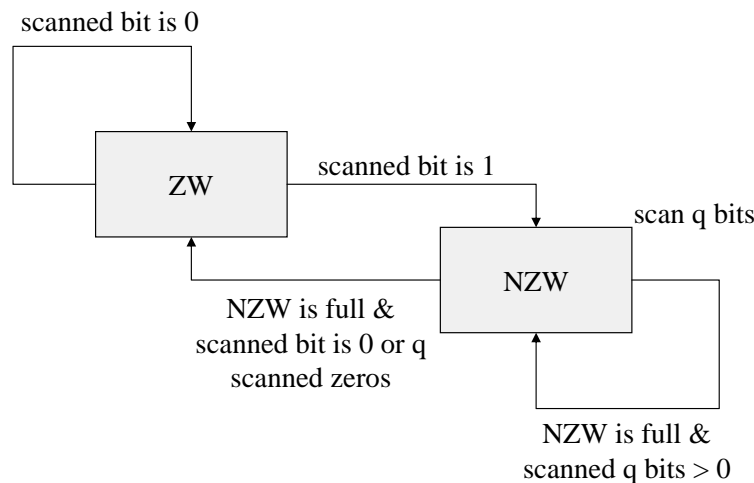 scanned bit is 0
ZW
scanned bit is 1
scan q bits
NZW
NZW is full &
scanned bit is 0 or q
scanned zeros
NZW is full &
scanned q bits > 0